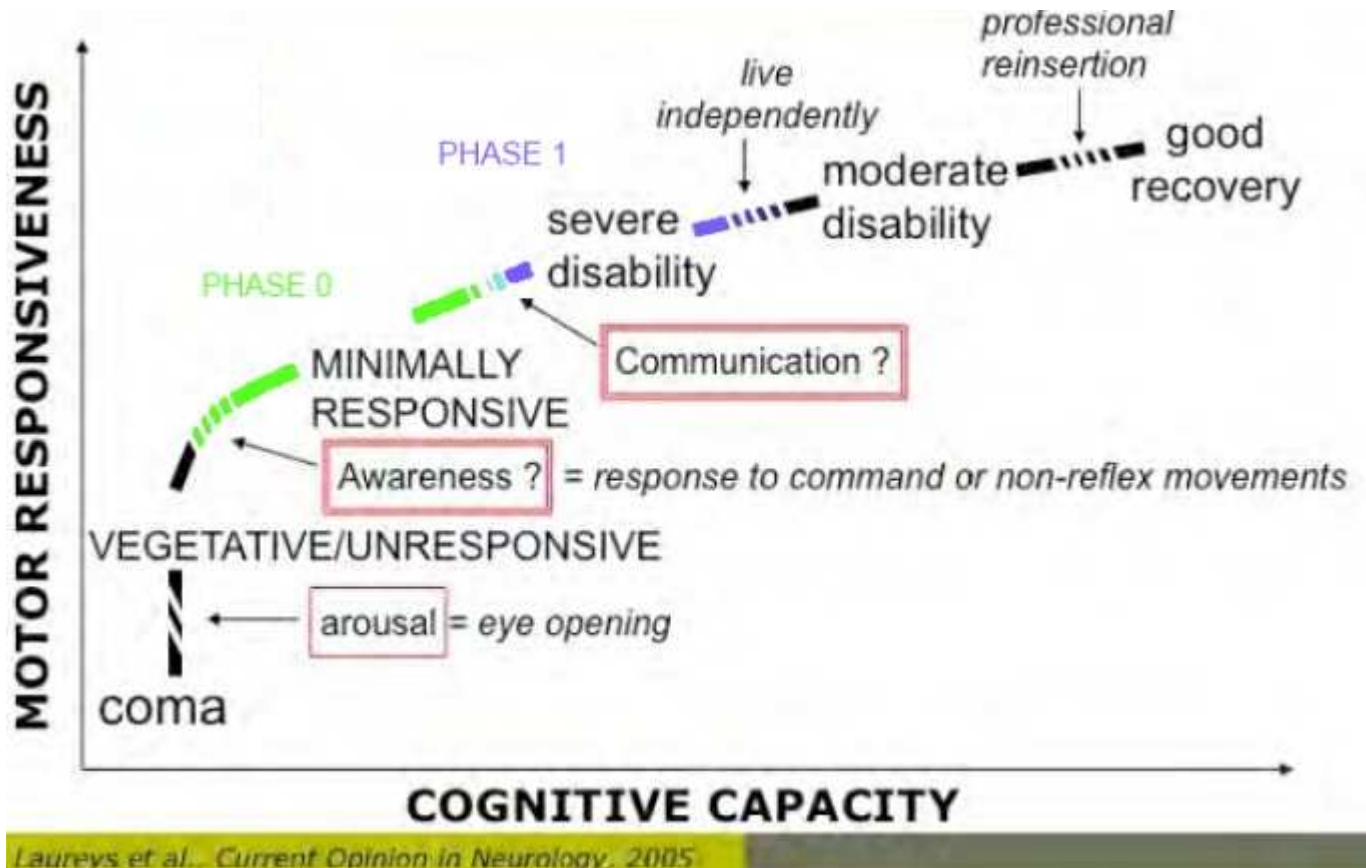 professional
reinsertion
live
independently
PHASE 1
good
recovery
moderate
disability
severe
disability
PHASE 0
Communication ?
MINIMALLY
RESPONSIVE
Awareness ? = response to command or non-reflex movements
VEGETATIVE/UNRESPONSIVE
arousal = eye opening
coma
MOTOR RESPONSIVENESS
COGNITIVE CAPACITY
Laureys et al., Current Opinion in Neurology, 2005